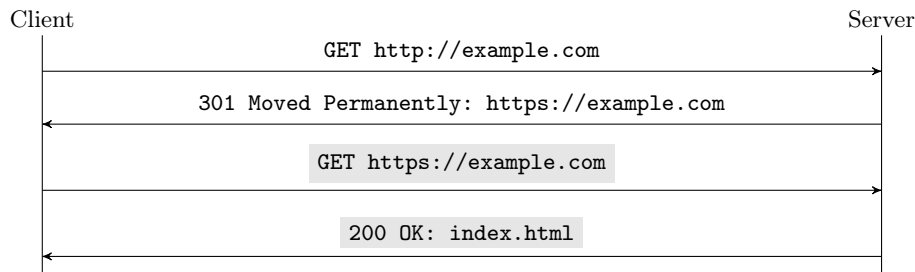 Client
Server
GET http://example.com
301 Moved Permanently: https://example.com
GET https://example.com
200 OK: index.html